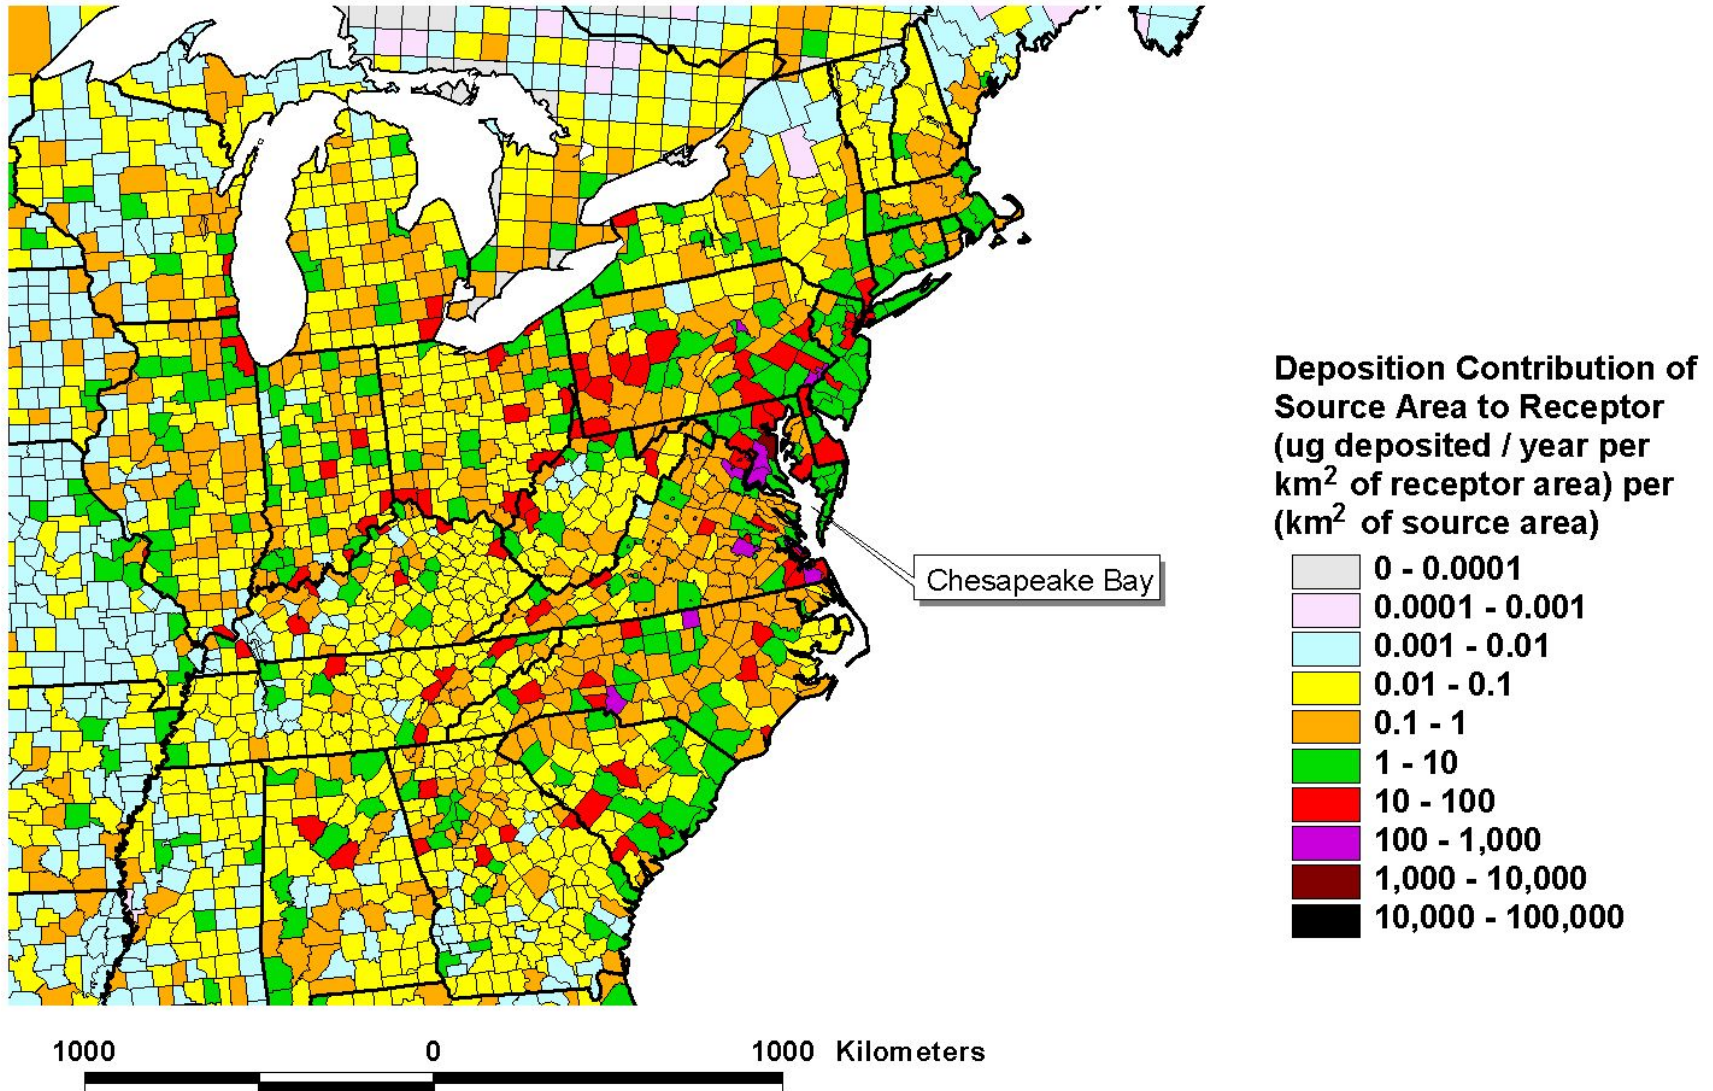 Deposition Contribution of
Source Area to Receptor
(ug deposited / year per
km² of receptor area) per
(km² of source area)
0 - 0.0001
0.0001 - 0.001
0.001 - 0.01
0.01 - 0.1
0.1 - 1
1 - 10
10 - 100
100 - 1,000
1,000 - 10,000
10,000 - 100,000
Chesapeake Bay
1000 0 1000 Kilometers